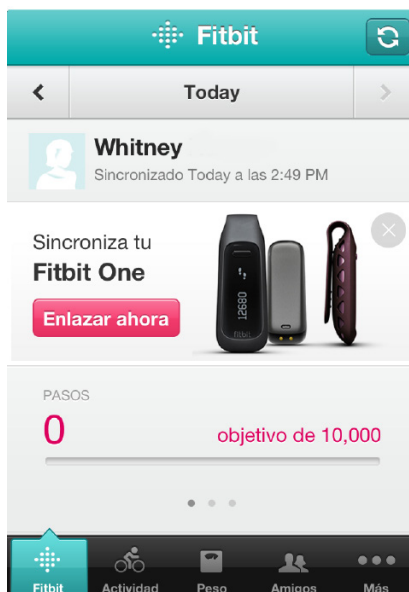 Fitbit
Today
Whitney
Sincronizado Today a las 2:49 PM
Sincroniza tu
Fitbit One
Enlazar ahora
12680
fitbit
PASOS
0
objetivo de 10,000
Fitbit
Actividad
Peso
Amigos
Más